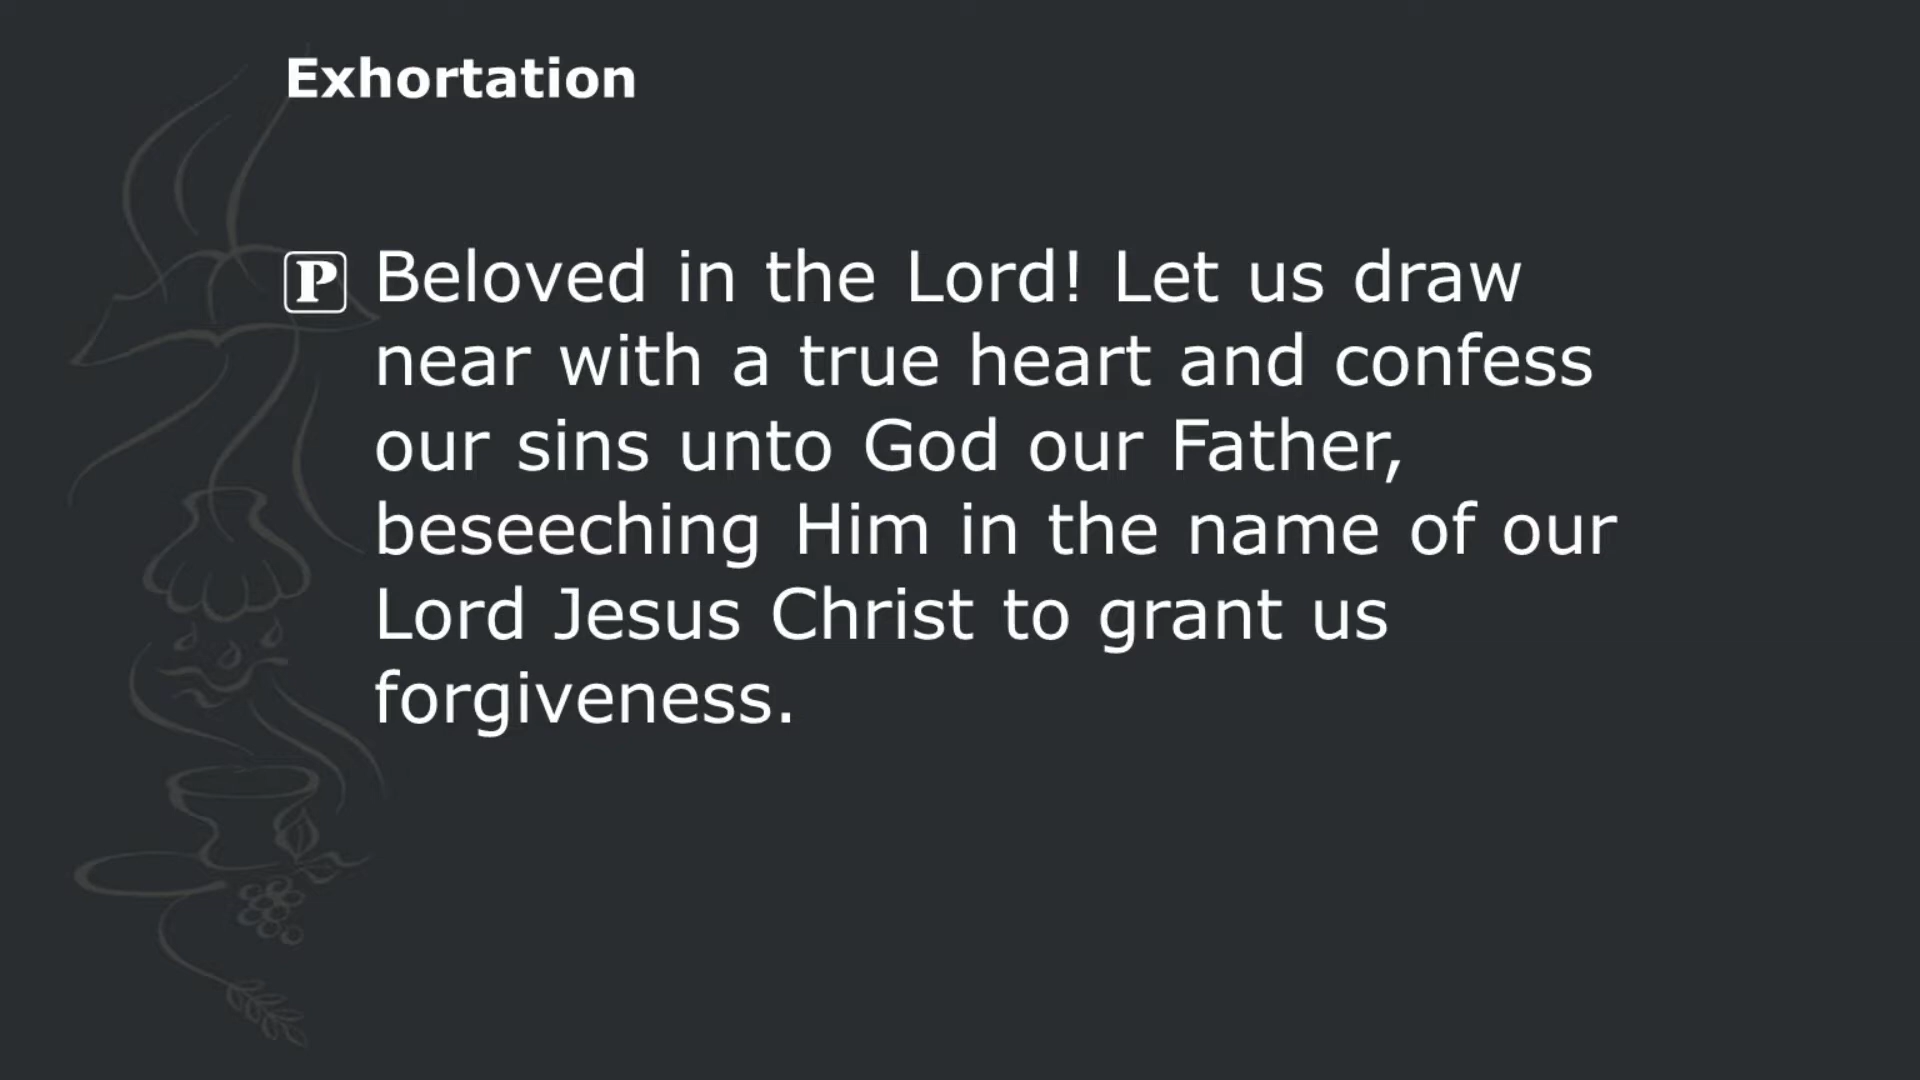 Exhortation
P Beloved in the Lord! Let us draw
near with a true heart and confess
our sins unto God our Father,
beseeching Him in the name of our
Lord Jesus Christ to grant us
forgiveness.